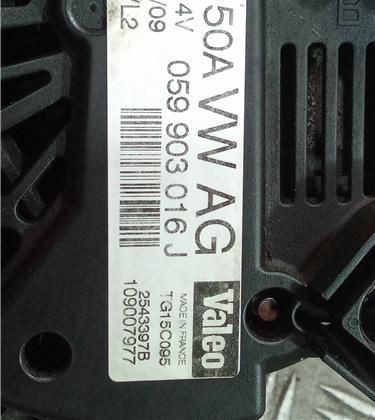 50A VW AG
4V 059 903 016 J
/09
L2
Valeo
MADE IN FRANCE
TG15C095
2543397B
109007977